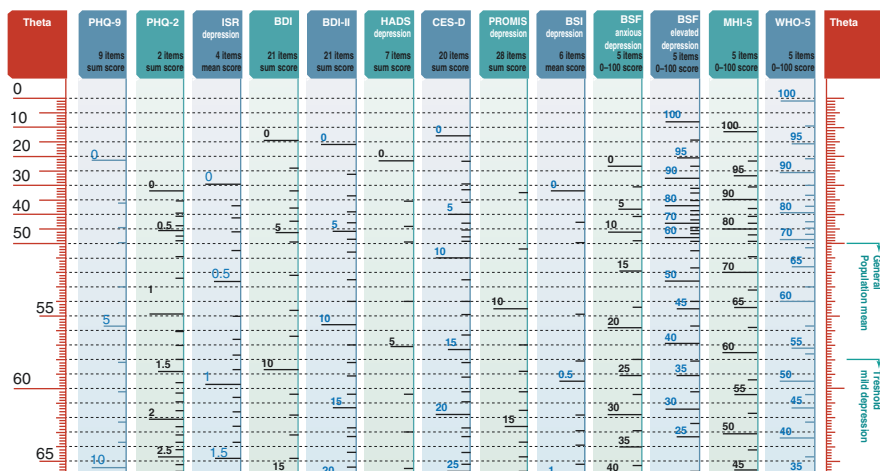 Theta
PHQ-9
9 items
sum score
PHQ-2
2 items
sum score
ISR
depression
4 items
mean score
BDI
21 items
sum score
BDI-II
21 items
sum score
HADS
depression
7 items
sum score
CES-D
20 items
sum score
PROMIS
depression
28 items
sum score
BSI
depression
6 items
mean score
BSF
anxious
depression
5 items
0–100 score
BSF
elevated
depression
5 items
0–100 score
MHI-5
5 items
0–100 score
WHO-5
5 items
0–100 score
Theta
0
10
20
30
40
50
55
60
65
0
5
10
0
0.5
1
1.5
2
2.5
0
0.5
1
1.5
0
5
10
15
0
5
10
15
20
0
5
0
5
10
15
20
25
10
15
0
0.5
1
0
5
10
15
20
25
30
35
40
100
95
90
80
70
60
50
45
40
35
30
25
100
95
90
80
70
65
60
55
50
45
100
95
90
80
70
65
60
55
50
45
40
35
General
Population mean
Treshold
mild depression